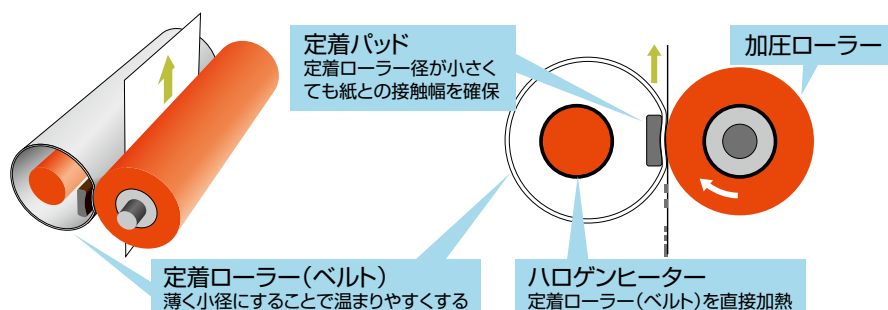 定着パッド
定着ローラー径が小さく
ても紙との接触幅を確保
加圧ローラー
定着ローラー(ベルト)
薄く小径にすることで温まりやすくする
ハロゲンヒーター
定着ローラー(ベルト)を直接加熱